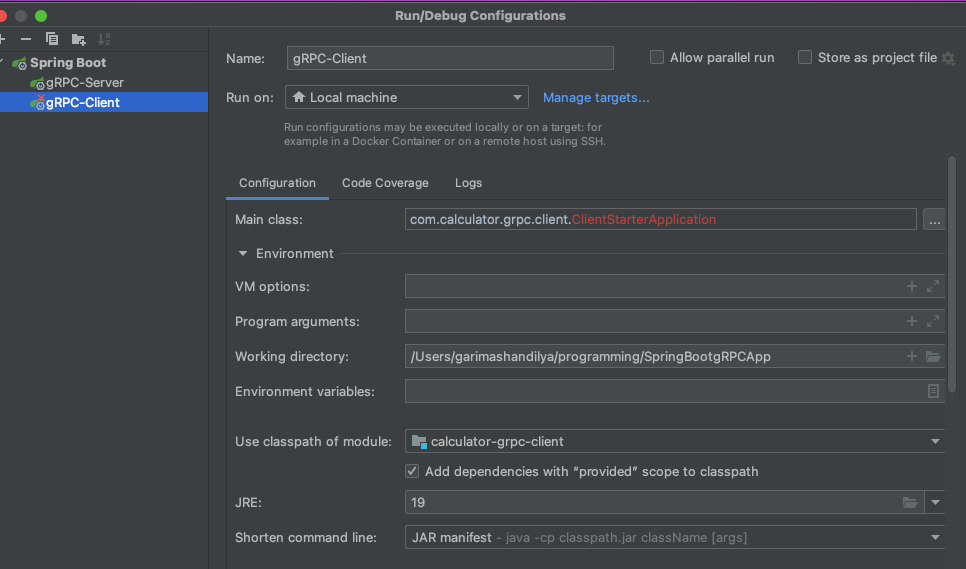 Run/Debug Configurations
Spring Boot
gRPC-Server
gRPC-Client
Name:
gRPC-Client
Allow parallel run
Store as project file
Run on:
Local machine
Manage targets...
Run configurations may be executed locally or on a target: for
example in a Docker Container or on a remote host using SSH.
Configuration
Code Coverage
Logs
Main class:
com.calculator.grpc.client.ClientStarterApplication
...
Environment
VM options:
Program arguments:
Working directory:
/Users/garimashandilya/programming/SpringBootgRPCApp
Environment variables:
Use classpath of module:
calculator-grpc-client
Add dependencies with “provided” scope to classpath
JRE:
19
Shorten command line:
JAR manifest - java -cp classpath.jar className [args]